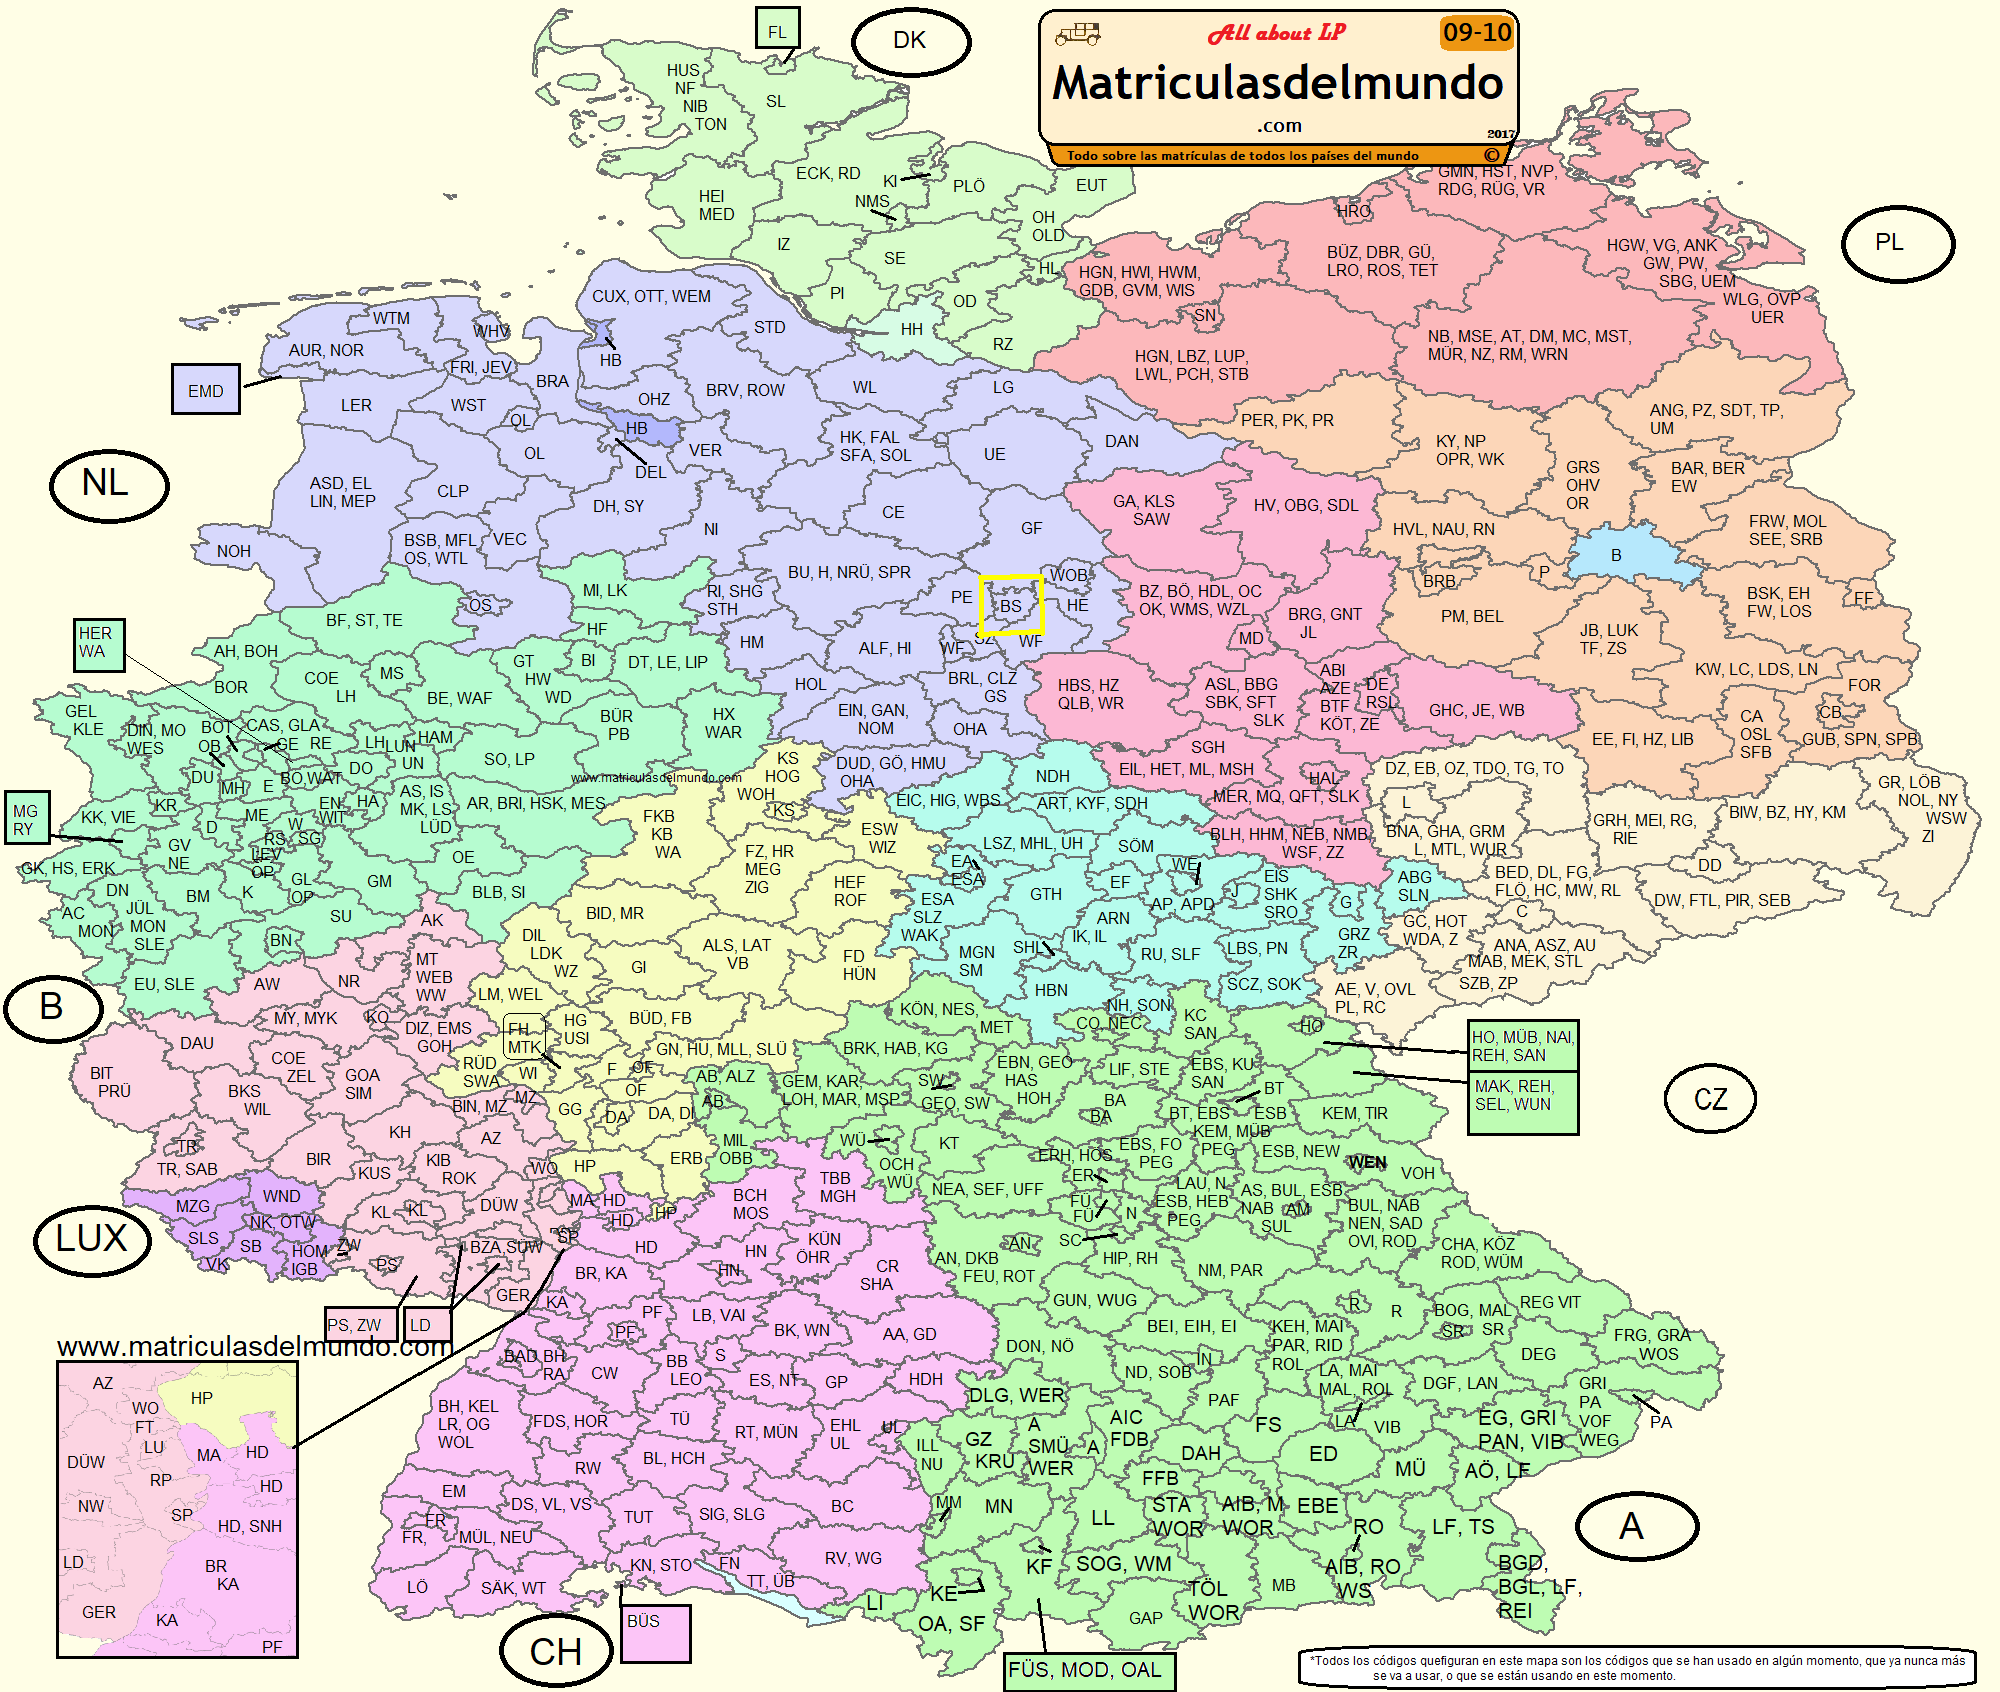 FL
DK
All about LP
09-10
Matriculasdelmundo
.com
2017
Todo sobre las matrículas de todos los países del mundo
©
HUS
NF
NIB
TON
SL
ECK, RD
KI
NMS
PLÖ
EUT
HEI
MED
OH
OLD
IZ
SE
HL
PI
OD
HH
RZ
GMN, HST, NVP,
RDG, RÜG, VR
HRO
BÜZ, DBR, GÜ,
LRO, ROS, TET
HGW, VG, ANK
GW, PW,
SBG, UEM
WLG, OVP
UER
PL
HGN, HWI, HWM,
GDB, GVM, WIS
SN
HGN, LBZ, LUP,
LWL, PCH, STB
NB, MSE, AT, DM, MC, MST,
MÜR, NZ, RM, WRN
CUX, OTT, WEM
STD
WTM
WHV
AUR, NOR
FRI, JEV
HB
BRA
EMD
LER
WST
OL
OL
OHZ
HB
DEL
BRV, ROW
VER
WL
LG
HK, FAL
SFA, SOL
UE
DAN
NL
ASD, EL
LIN, MEP
CLP
DH, SY
NI
CE
GF
NOH
BSB, MFL
OS, WTL
VEC
OS
BU, H, NRÜ, SPR
RI, SHG
STH
PE
BS
WOB
HE
SZ
WF
WF
HM
ALF, HI
HOL
BRL, CLZ
GS
EIN, GAN,
NOM
OHA
DUD, GÖ, HMU
OHA
PER, PK, PR
KY, NP
OPR, WK
GRS
OHV
OR
ANG, PZ, SDT, TP,
UM
BAR, BER
EW
FRW, MOL
SEE, SRB
HVL, NAU, RN
B
BRB
P
PM, BEL
BSK, EH
FW, LOS
FF
JB, LUK
TF, ZS
KW, LC, LDS, LN
FOR
CA
OSL
SFB
CB
GUB, SPN, SPB
EE, FI, HZ, LIB
GA, KLS
SAW
HV, OBG, SDL
BZ, BÖ, HDL, OC
OK, WMS, WZL
BRG, GNT
JL
MD
HBS, HZ
QLB, WR
ASL, BBG
SBK, SFT
SLK
ABI
AZE
BTF
KÖT, ZE
DE
RSL
GHC, JE, WB
SGH
EIL, HET, ML, MSH
HAL
MER, MQ, QFT, SLK
BLH, HHM, NEB, NMB,
WSF, ZZ
MI, LK
BF, ST, TE
HF
HER
WA
AH, BOH
BOR
COE
LH
MS
BE, WAF
GT
HW
WD
BI
DT, LE, LIP
BÜR
PB
HX
WAR
GEL
KLE
DIN, MO
WES
BOT
OB
CAS, GLA
GE
RE
LH
LUN
UN
HAM
SO, LP
DU
MH
E
BO,WAT
DO
www.matriculasdelmundo.com
MG
RY
KK, VIE
KR
D
ME
W
EN
WIT
HA
AS, IS
MK, LS
LÜD
AR, BRI, HSK, MES
GV
NE
RS
SG
LEV
OP
OE
GK, HS, ERK
DN
BM
K
GL
OP
GM
BLB, SI
AC
MON
JÜL
MON
SLE
SU
BN
EU, SLE
KS
HOG
WOH
KS
FKB
KB
WA
ESW
WIZ
FZ, HR
MEG
ZIG
HEF
ROF
BID, MR
DIL
LDK
WZ
GI
ALS, LAT
VB
FD
HÜN
LM, WEL
FH
MTK
HG
USI
BÜD, FB
GN, HU, MLL, SLÜ
RÜD
SWA
WI
F
OF
OF
GG
DA
DA, DI
ERB
HP
HP
NDH
EIC, HIG, WBS
ART, KYF, SDH
LSZ, MHL, UH
SÖM
EA
ESA
WE
EF
GTH
ESA
SLZ
WAK
AP, APD
J
EIS
SHK
SRO
G
ABG
SLN
ARN
IK, IL
SHL
MGN
SM
RU, SLF
LBS, PN
GRZ
ZR
HBN
SCZ, SOK
NH, SON
DZ, EB, OZ, TDO, TG, TO
L
BNA, GHA, GRM
L, MTL, WUR
GRH, MEI, RG,
RIE
BIW, BZ, HY, KM
GR, LÖB
NOL, NY
WSW
ZI
DD
BED, DL, FG,
FLÖ, HC, MW, RL
DW, FTL, PIR, SEB
GC, HOT
WDA, Z
C
ANA, ASZ, AU
MAB, MEK, STL
SZB, ZP
AE, V, OVL
PL, RC
B
AK
MT
WEB
WW
NR
AW
MY, MYK
KO
DIZ, EMS
GOH
DAU
COE
ZEL
GOA
SIM
BIT
PRÜ
BKS
WIL
BIN, MZ
MZ
AZ
KH
TR
TR, SAB
BIR
KIB
ROK
KUS
WO
KL
KL
DÜW
SP
ZW
BZA, SÜW
PS
GER
PS, ZW
LD
LUX
MZG
WND
NK, OTW
SLS
SB
HOM
IGB
VK
KÖN, NES,
MET
CO, NEC
KC
SAN
HO
BRK, HAB, KG
EBN, GEO
HAS
HOH
LIF, STE
EBS, KU
SAN
HO, MÜB, NAI,
REH, SAN
MAK, REH,
SEL, WUN
CZ
AB, ALZ
AB
GEM, KAR,
LOH, MAR, MSP
SW
GEO, SW
BA
BA
BT
BT, EBS
KEM, MÜB
PEG
ESB
KEM, TIR
MIL
OBB
WÜ
OCH
WÜ
KT
ERH, HÖS
ER
EBS, FO
PEG
ESB, NEW
WEN
VOH
NEA, SEF, UFF
FÜ
FÜ
N
LAU, N
ESB, HEB
PEG
AS, BUL, ESB
NAB
AM
SUL
BUL, NAB
NEN, SAD
OVI, ROD
SC
AN
AN, DKB
FEU, ROT
HIP, RH
NM, PAR
CHA, KÖZ
ROD, WÜM
GUN, WUG
R
R
BOG, MAL
SR
SR
REG VIT
DON, NÖ
BEI, EIH, EI
KEH, MAI
PAR, RID
ROL
FRG, GRA
WOS
IN
ND, SOB
DEG
LA, MAI
MAL, ROL
DGF, LAN
GRI
PA
VOF
WEG
PA
DLG, WER
PAF
LA
VIB
EG, GRI
PAN, VIB
AIC
FDB
A
SMÜ
WER
A
FS
GZ
KRU
DAH
ED
MÜ
AÖ, LF
ILL
NU
FFB
MM
MN
LL
STA
WOR
AIB, M
WOR
EBE
RO
LF, TS
KF
SOG, WM
AIB, RO
WS
BGD,
BGL, LF,
REI
KE
OA, SF
LI
TÖL
WOR
MB
GAP
FÜS, MOD, OAL
A
TBB
MGH
BCH
MOS
MA, HD
HD
HD
HN
HN
KÜN
ÖHR
CR
SHA
BR, KA
KA
PF
PF
LB, VAI
BK, WN
AA, GD
BAD
BH
RA
CW
BB
LEO
S
ES, NT
GP
HDH
BH, KEL
LR, OG
WOL
FDS, HOR
TÜ
RT, MÜN
EHL
UL
UL
RW
BL, HCH
EM
DS, VL, VS
TUT
SIG, SLG
BC
FR
FR,
MÜL, NEU
KN, STO
FN
RV, WG
TT, ÜB
LÖ
SÄK, WT
CH
BÜS
www.matriculasdelmundo.com
AZ
HP
WO
FT
LU
MA
HD
DÜW
RP
HD
NW
SP
HD, SNH
LD
BR
KA
GER
KA
PF
*Todos los códigos quefiguran en este mapa son los códigos que se han usado en algún momento, que ya nunca más
se va a usar, o que se están usando en este momento.